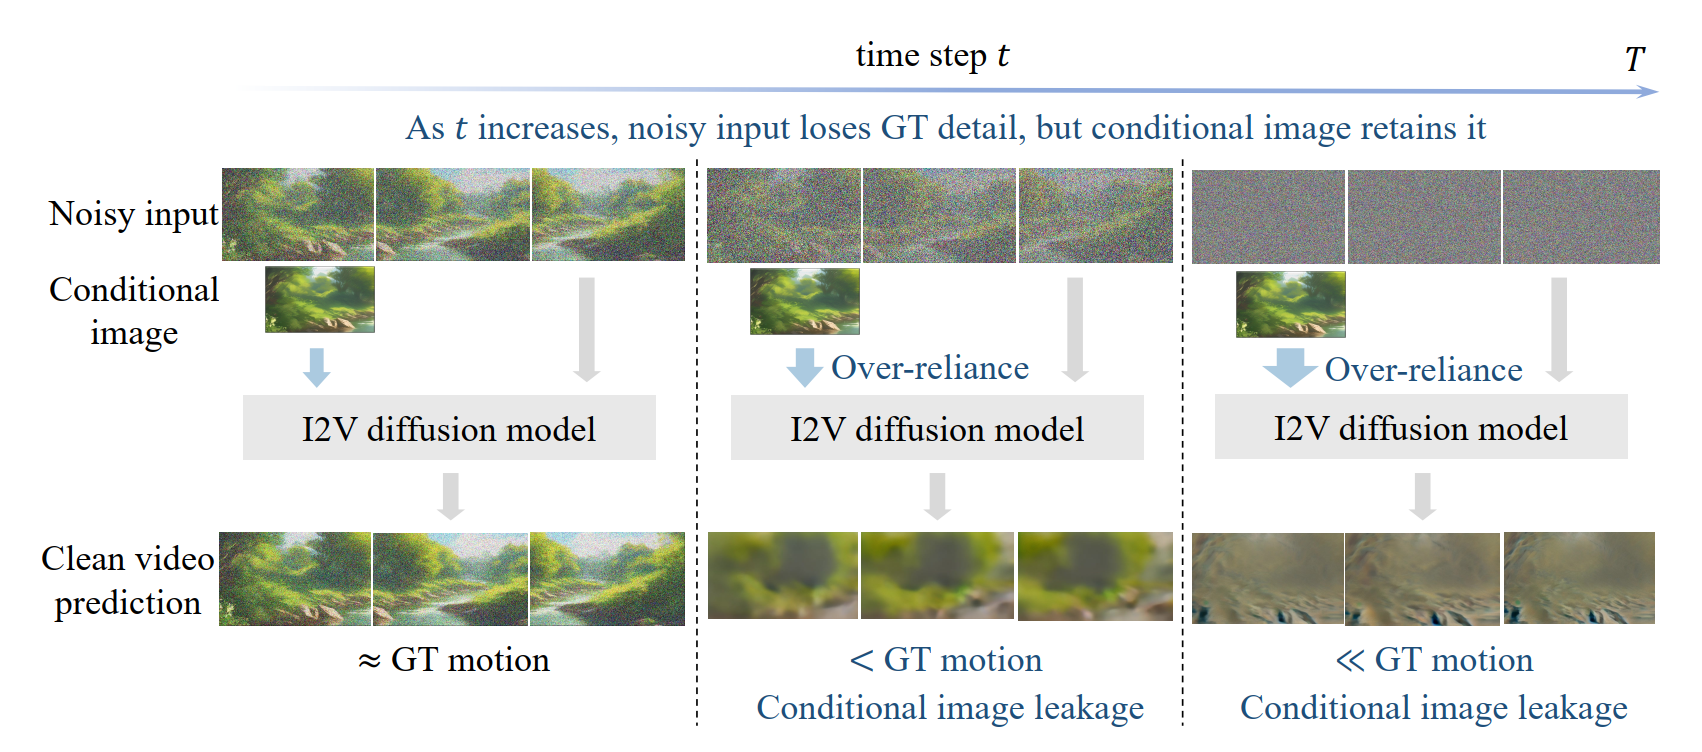 time step t
T
As t increases, noisy input loses GT detail, but conditional image retains it
Noisy input
Conditional
image
Over-reliance
Over-reliance
I2V diffusion model
I2V diffusion model
I2V diffusion model
Clean video
prediction
≈ GT motion
< GT motion
≪ GT motion
Conditional image leakage
Conditional image leakage